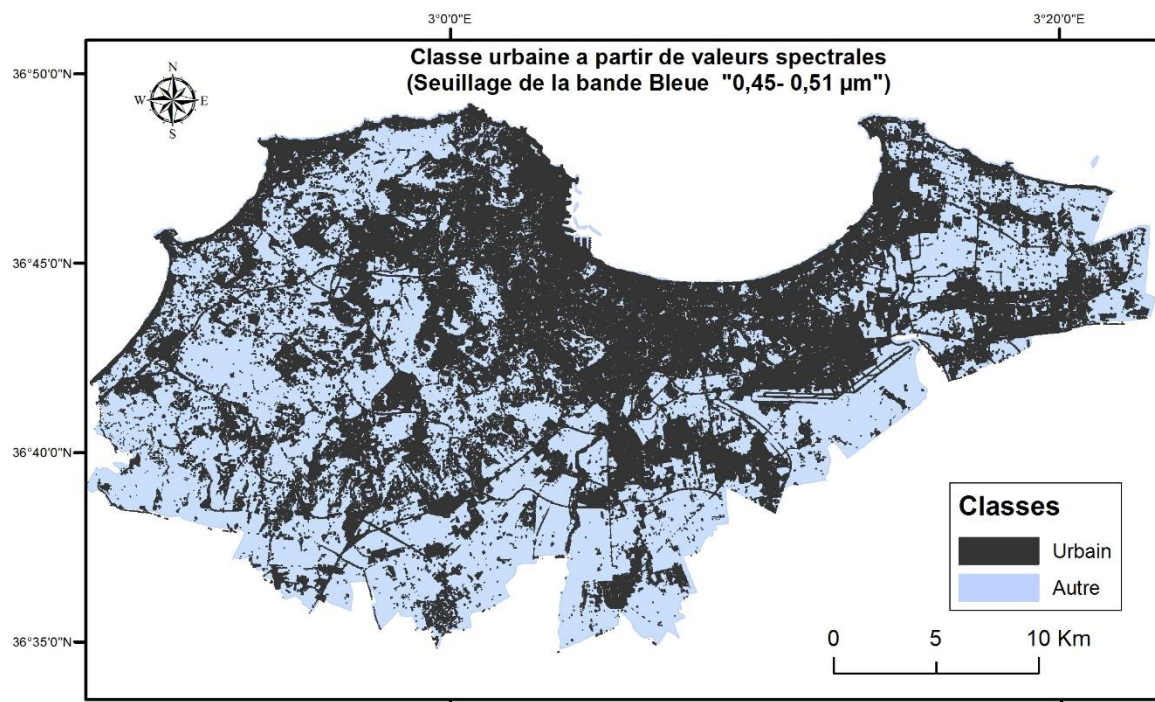 3°0'0"E
3°20'0"E
Classe urbaine a partir de valeurs spectrales
(Seuillage de la bande Bleue "0,45- 0,51 µm")
36°50'0"N
N
W
E
S
36°45'0"N
36°40'0"N
36°35'0"N
Classes
Urbain
Autre
0 5 10 Km